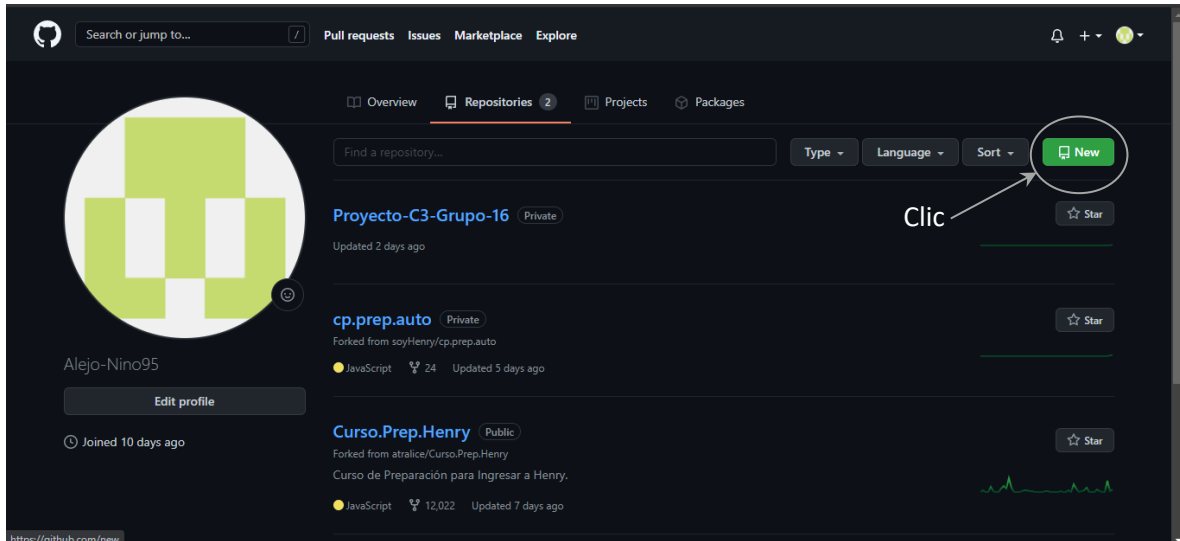 Search or jump to... /
Pull requests Issues Marketplace Explore
Overview Repositories 2 Projects Packages
Find a repository... Type Language Sort New
Clic
Proyecto-C3-Grupo-16 Private Star
Updated 2 days ago
cp.prep.auto Private Star
Forked from soyHenry/cp.prep.auto
JavaScript 24 Updated 5 days ago
Alejo-Nino95
Edit profile
Joined 10 days ago
Curso.Prep.Henry Public Star
Forked from atralice/Curso.Prep.Henry
Curso de Preparación para Ingresar a Henry.
JavaScript 12,022 Updated 7 days ago
https://github.com/new